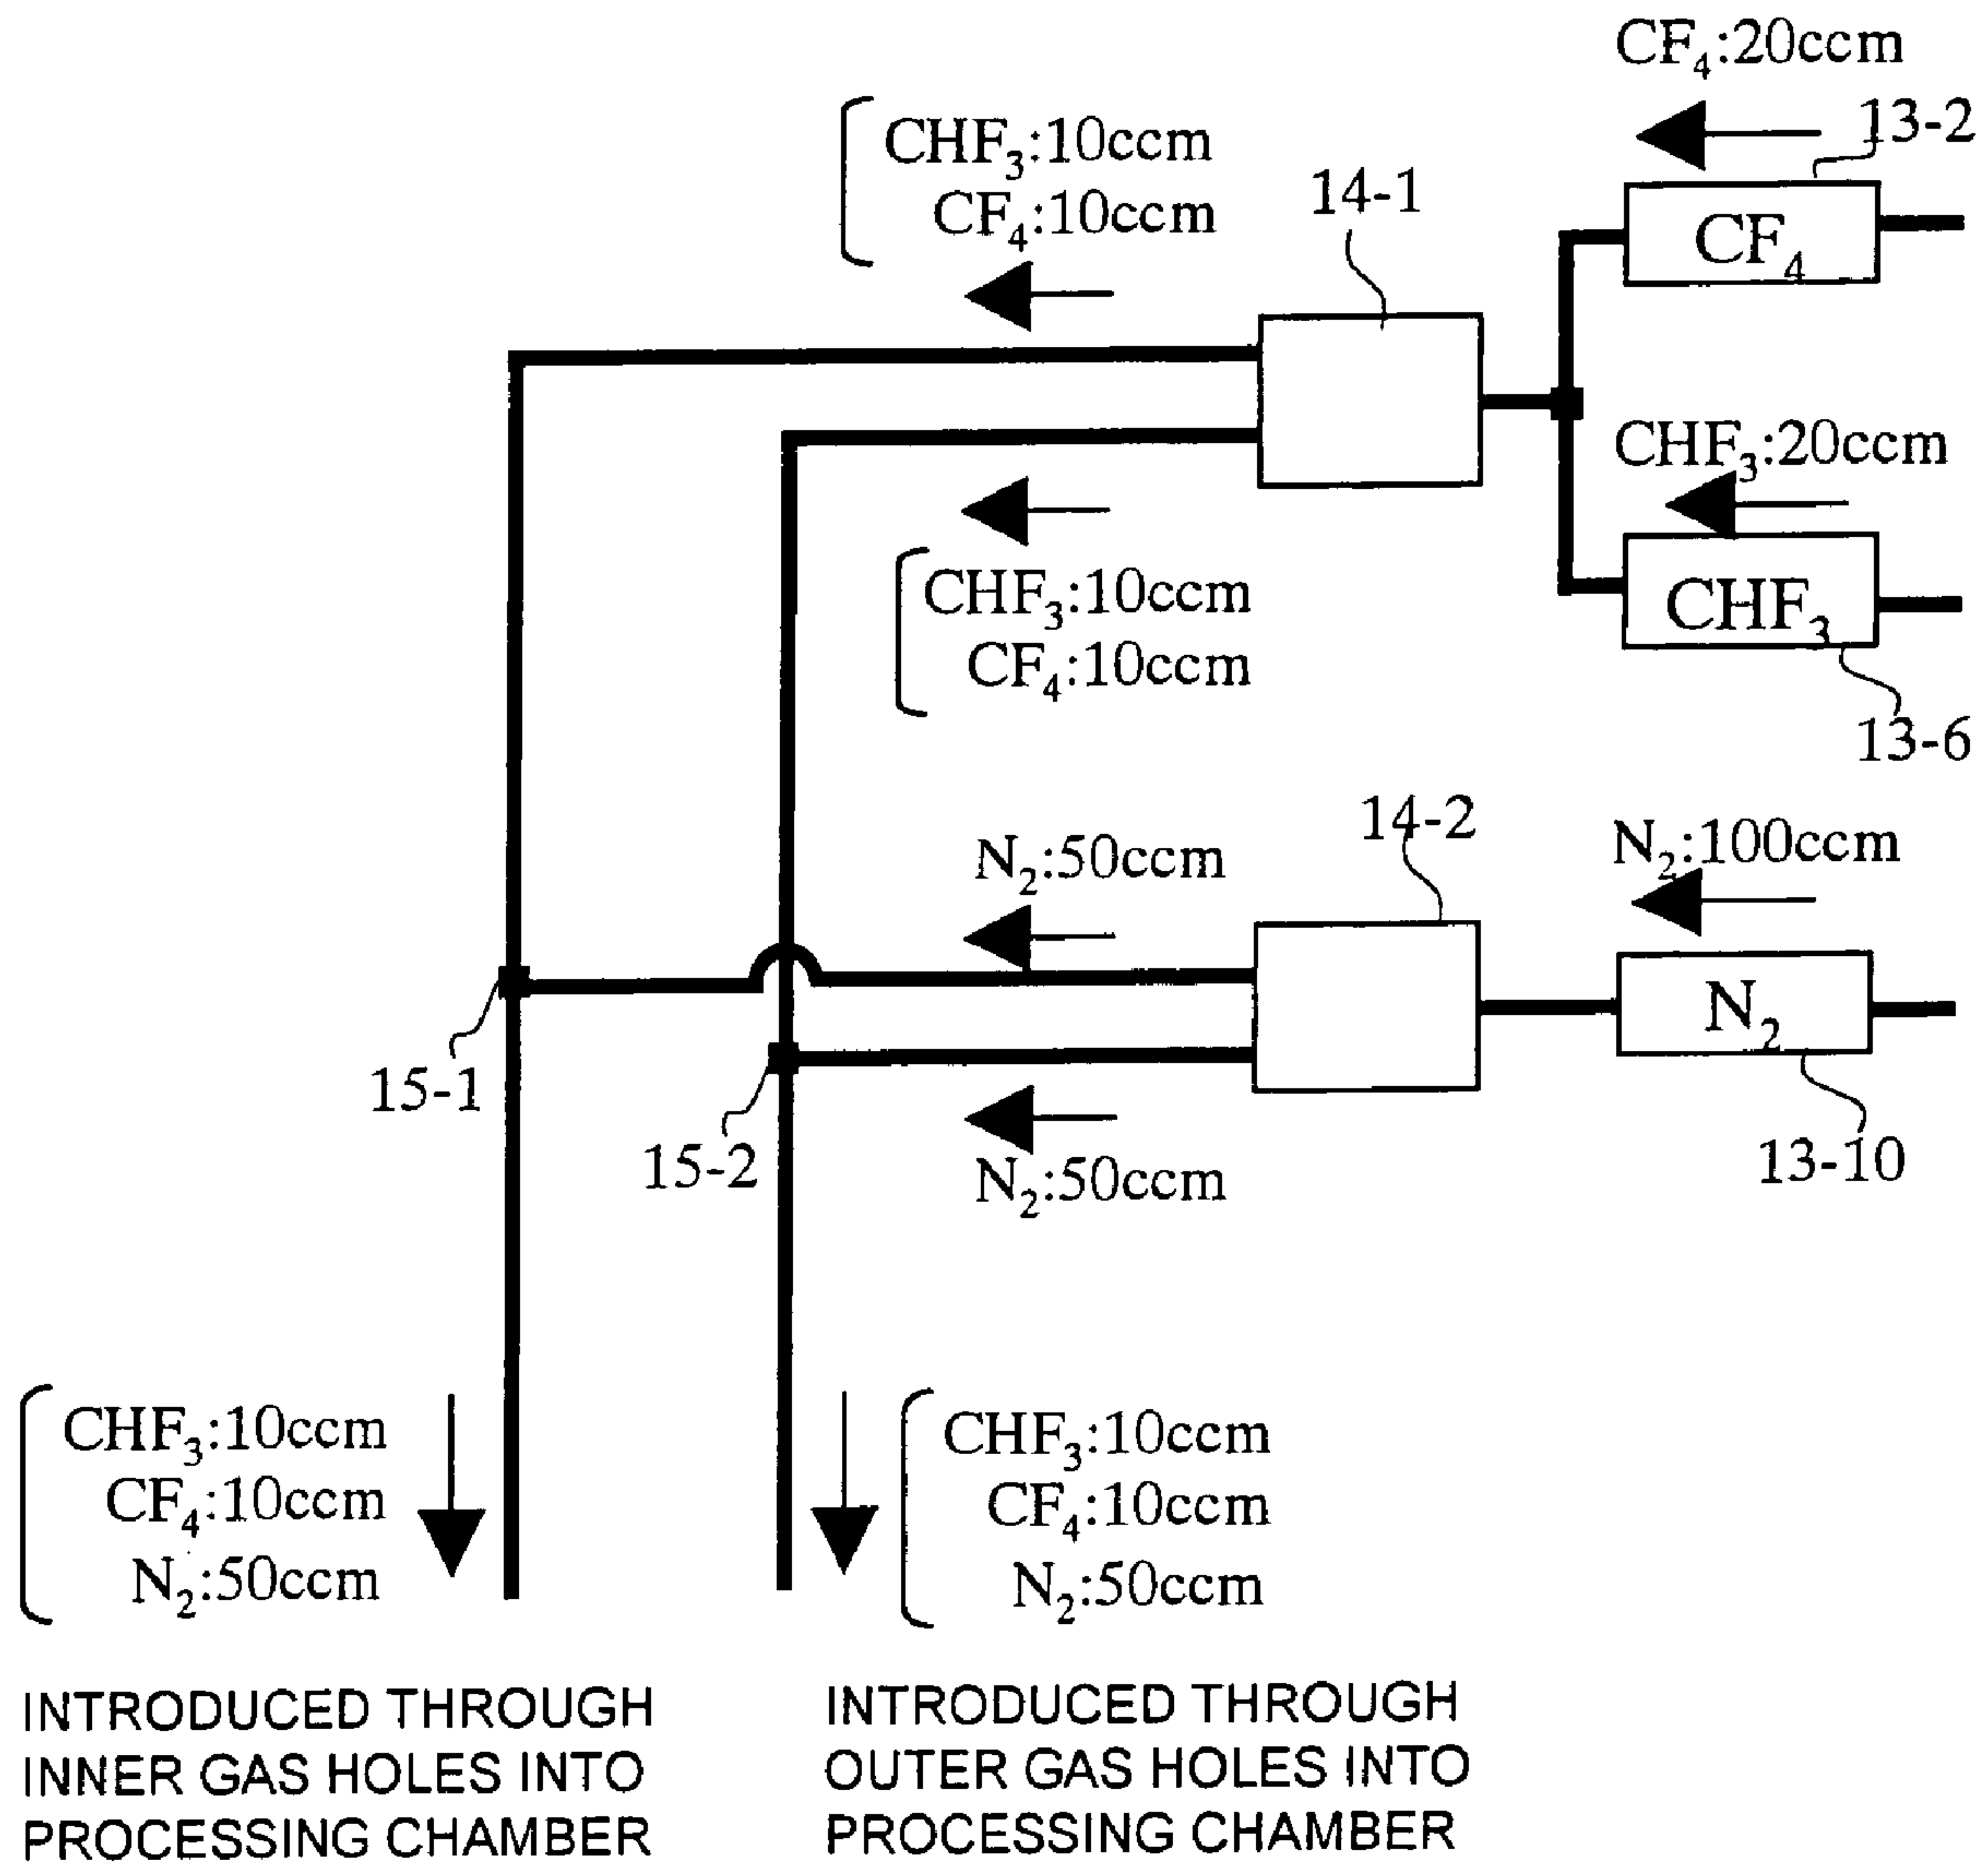 CF₄:20ccm
13-2
CHF₃:10ccm
CF₄:10ccm
14-1
CF₄
CHF₃:20ccm
CHF₃:10ccm
CF₄:10ccm
CHF₃
13-6
14-2
N₂:50ccm
N₂:100ccm
N₂
15-1
15-2
N₂:50ccm
13-10
CHF₃:10ccm
CF₄:10ccm
N₂:50ccm
CHF₃:10ccm
CF₄:10ccm
N₂:50ccm
INTRODUCED THROUGH
INNER GAS HOLES INTO
PROCESSING CHAMBER
INTRODUCED THROUGH
OUTER GAS HOLES INTO
PROCESSING CHAMBER